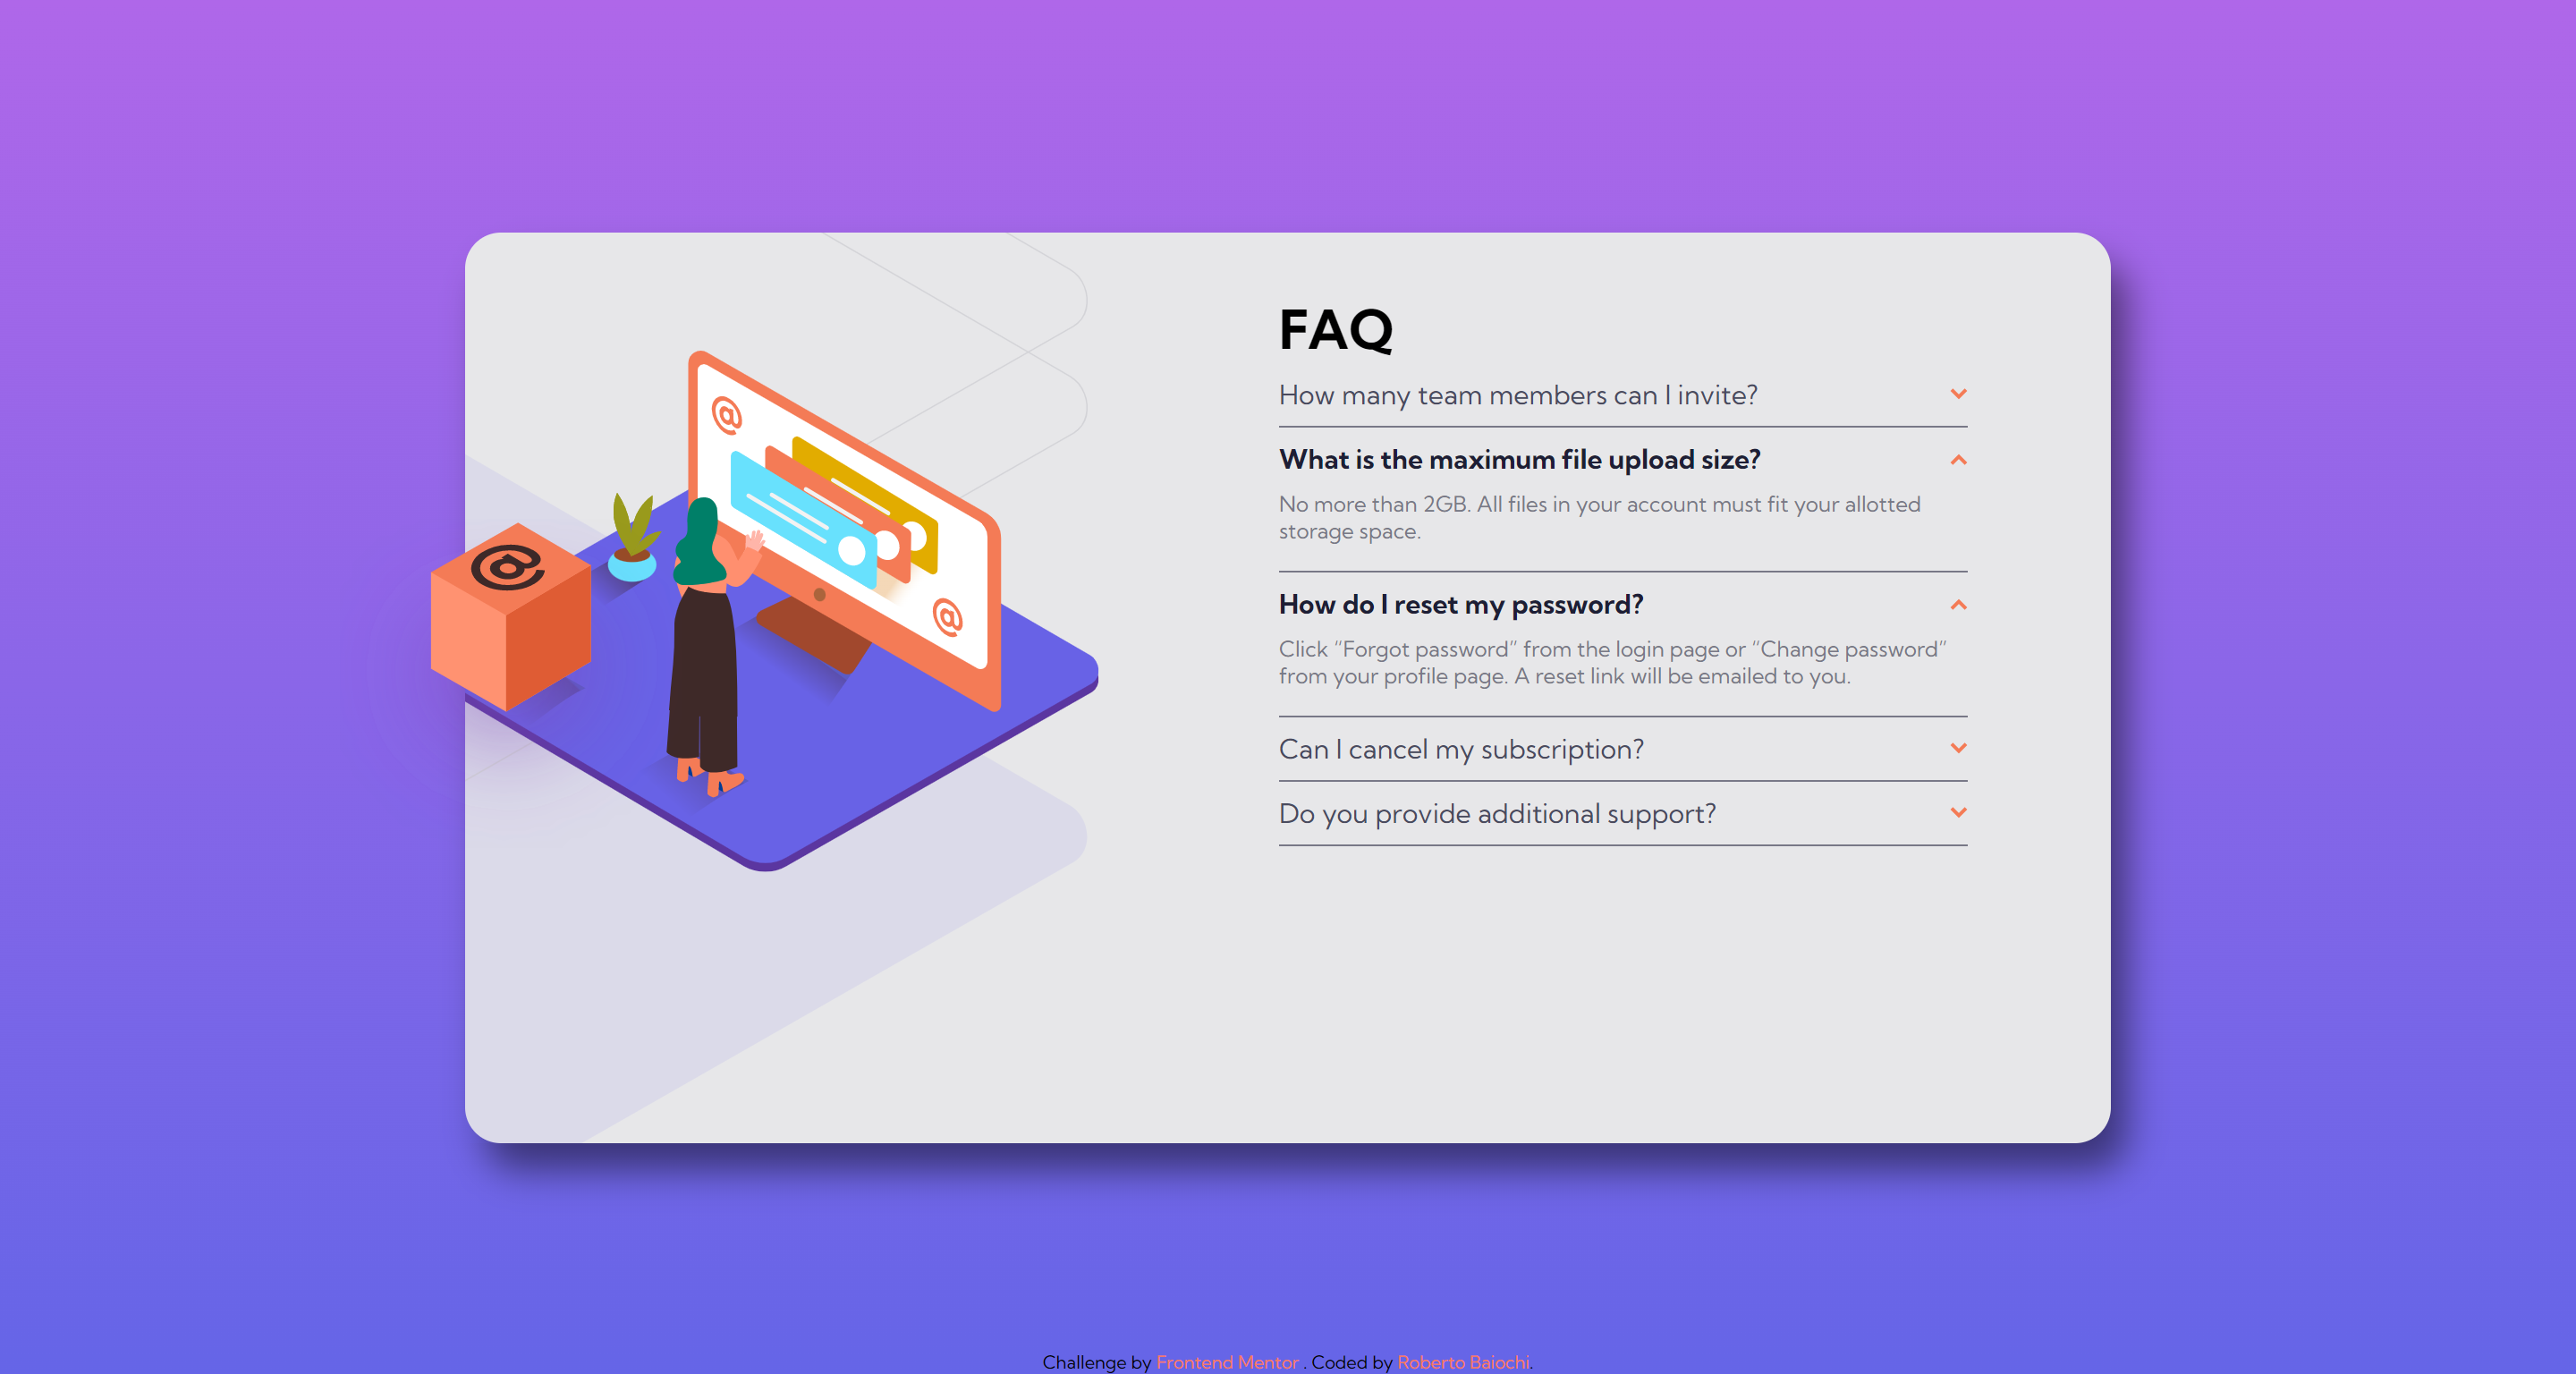 FAQ
How many team members can I invite?
What is the maximum file upload size?
No more than 2GB. All files in your account must fit your allotted
storage space.
How do I reset my password?
Click “Forgot password” from the login page or “Change password”
from your profile page. A reset link will be emailed to you.
Can I cancel my subscription?
Do you provide additional support?
@
@
@
Challenge by Frontend Mentor . Coded by Roberto Baiochi.